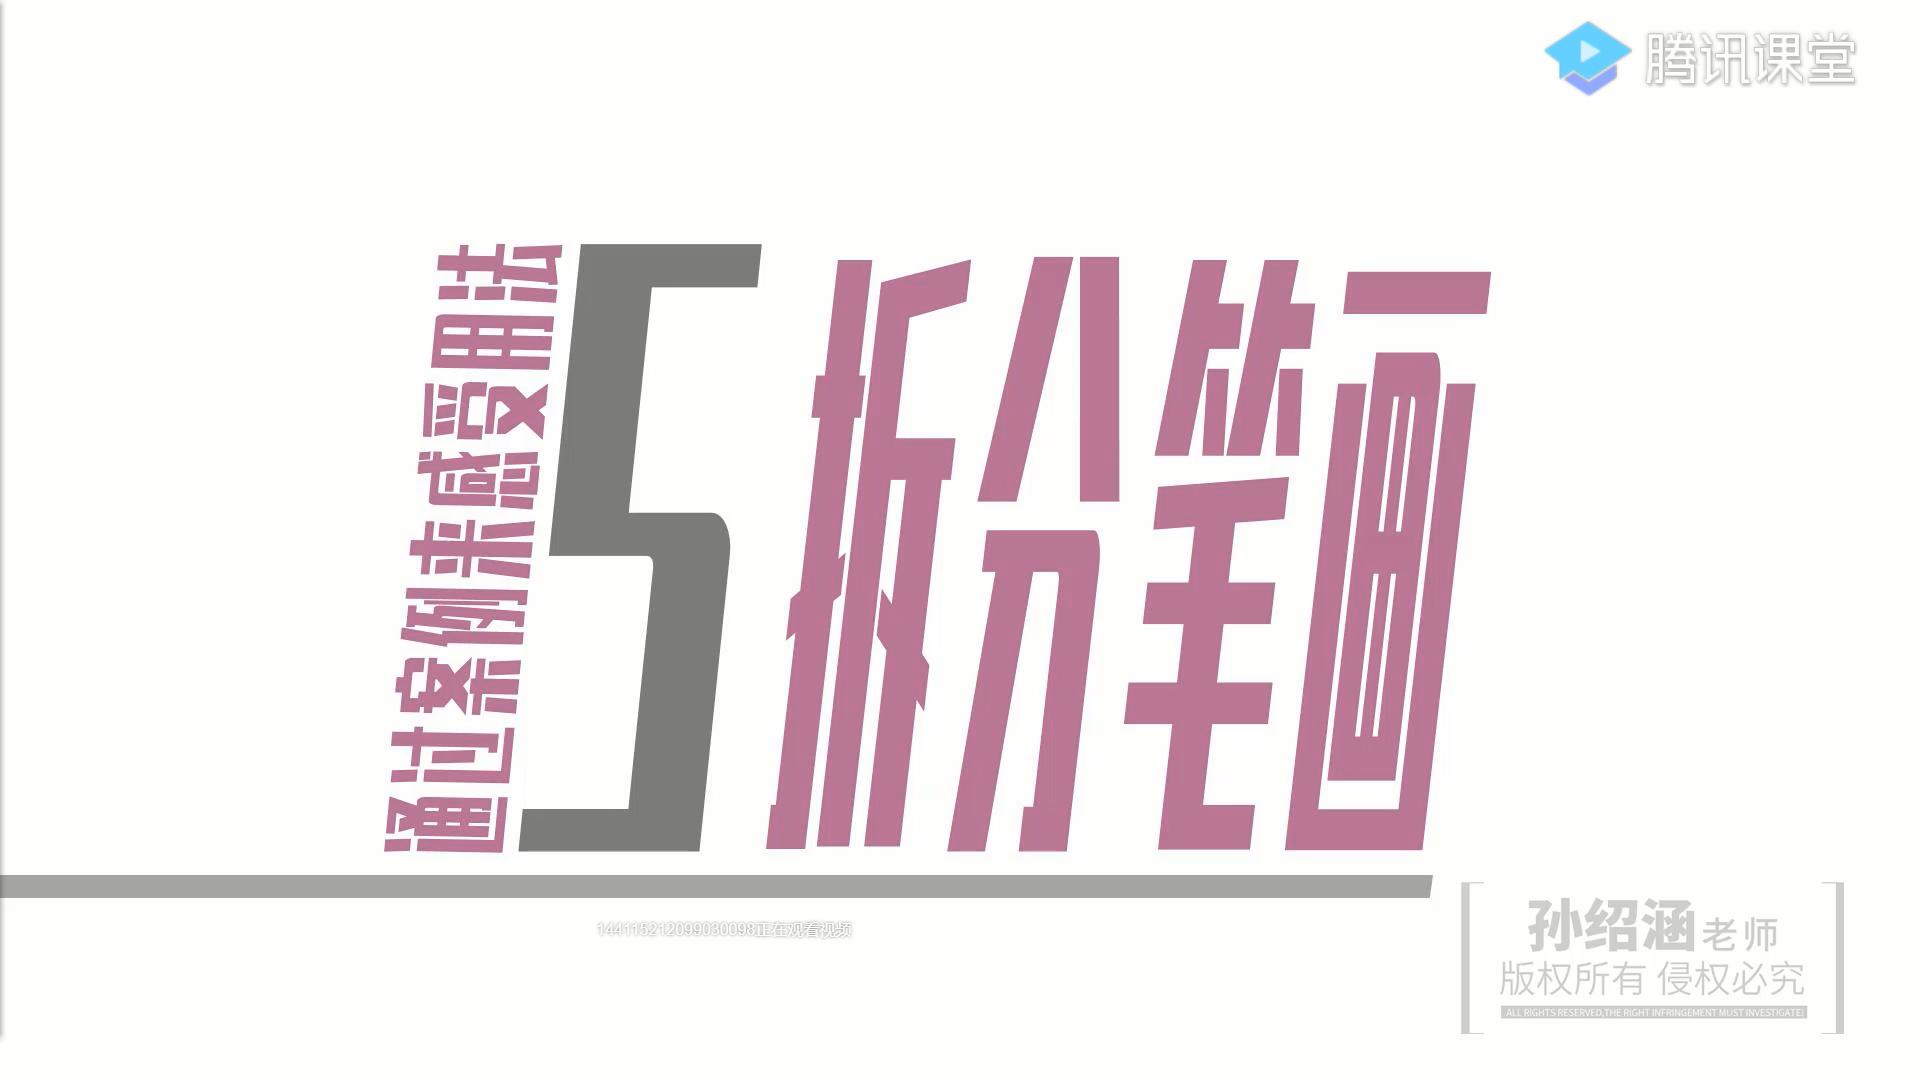 腾讯课堂
通过案例来感受用法
5
拆分笔画
144115212099030098正在观看视频
孙绍涵老师
版权所有 侵权必究
ALL RIGHTS RESERVED,THE RIGHT INFRINGEMENT MUST INVESTIGATE!